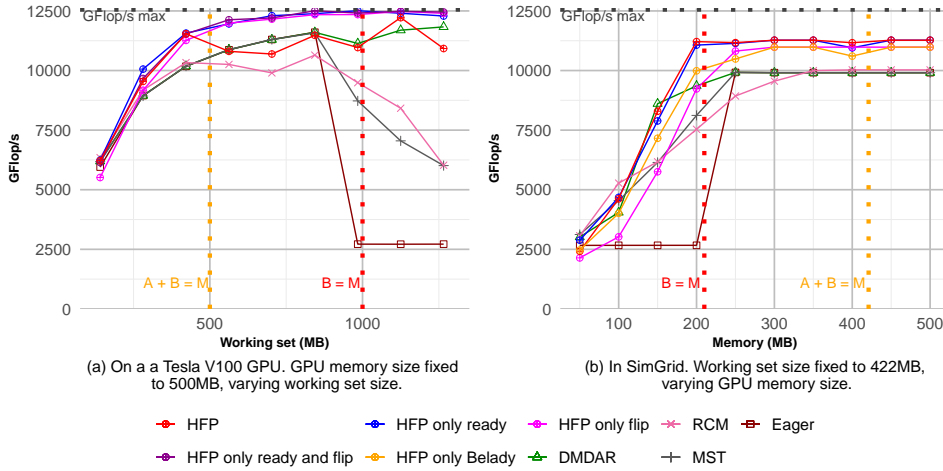 12500
10000
7500
5000
2500
0
GFlop/s
GFlop/s max
A + B = M
B = M
500
1000
Working set (MB)
(a) On a a Tesla V100 GPU. GPU memory size fixed
to 500MB, varying working set size.
12500
10000
7500
5000
2500
0
GFlop/s
GFlop/s max
B = M
A + B = M
100
200
300
400
500
Memory (MB)
(b) In SimGrid. Working set size fixed to 422MB,
varying GPU memory size.
HFP
HFP only ready
HFP only flip
RCM
Eager
HFP only ready and flip
HFP only Belady
DMDAR
MST